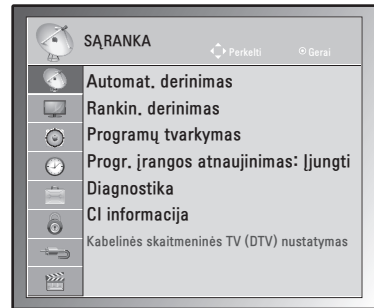 SĄRANKA
Perkelti
Gerai
Automat. derinimas
Rankin. derinimas
Programų tvarkymas
Progr. įrangos atnaujinimas: Įjungti
Diagnostika
CI informacija
Kabelinės skaitmeninės TV (DTV) nustatymas